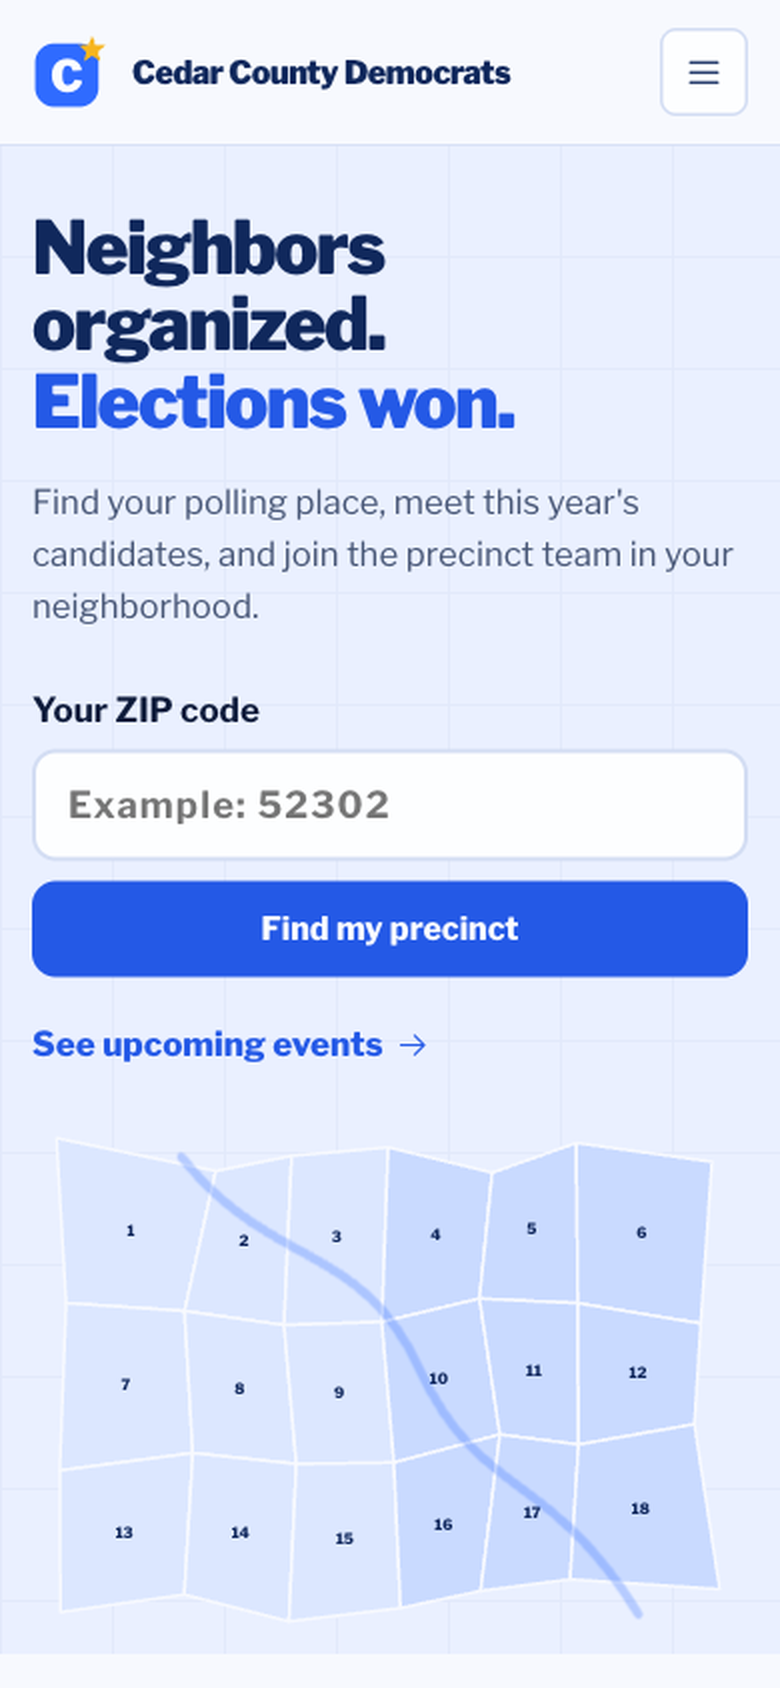 C
Cedar County Democrats
Neighbors
organized.
Elections won.
Find your polling place, meet this year's
candidates, and join the precinct team in your
neighborhood.
Your ZIP code
Example: 52302
Find my precinct
See upcoming events →
1
2
3
4
5
6
7
8
9
10
11
12
13
14
15
16
17
18